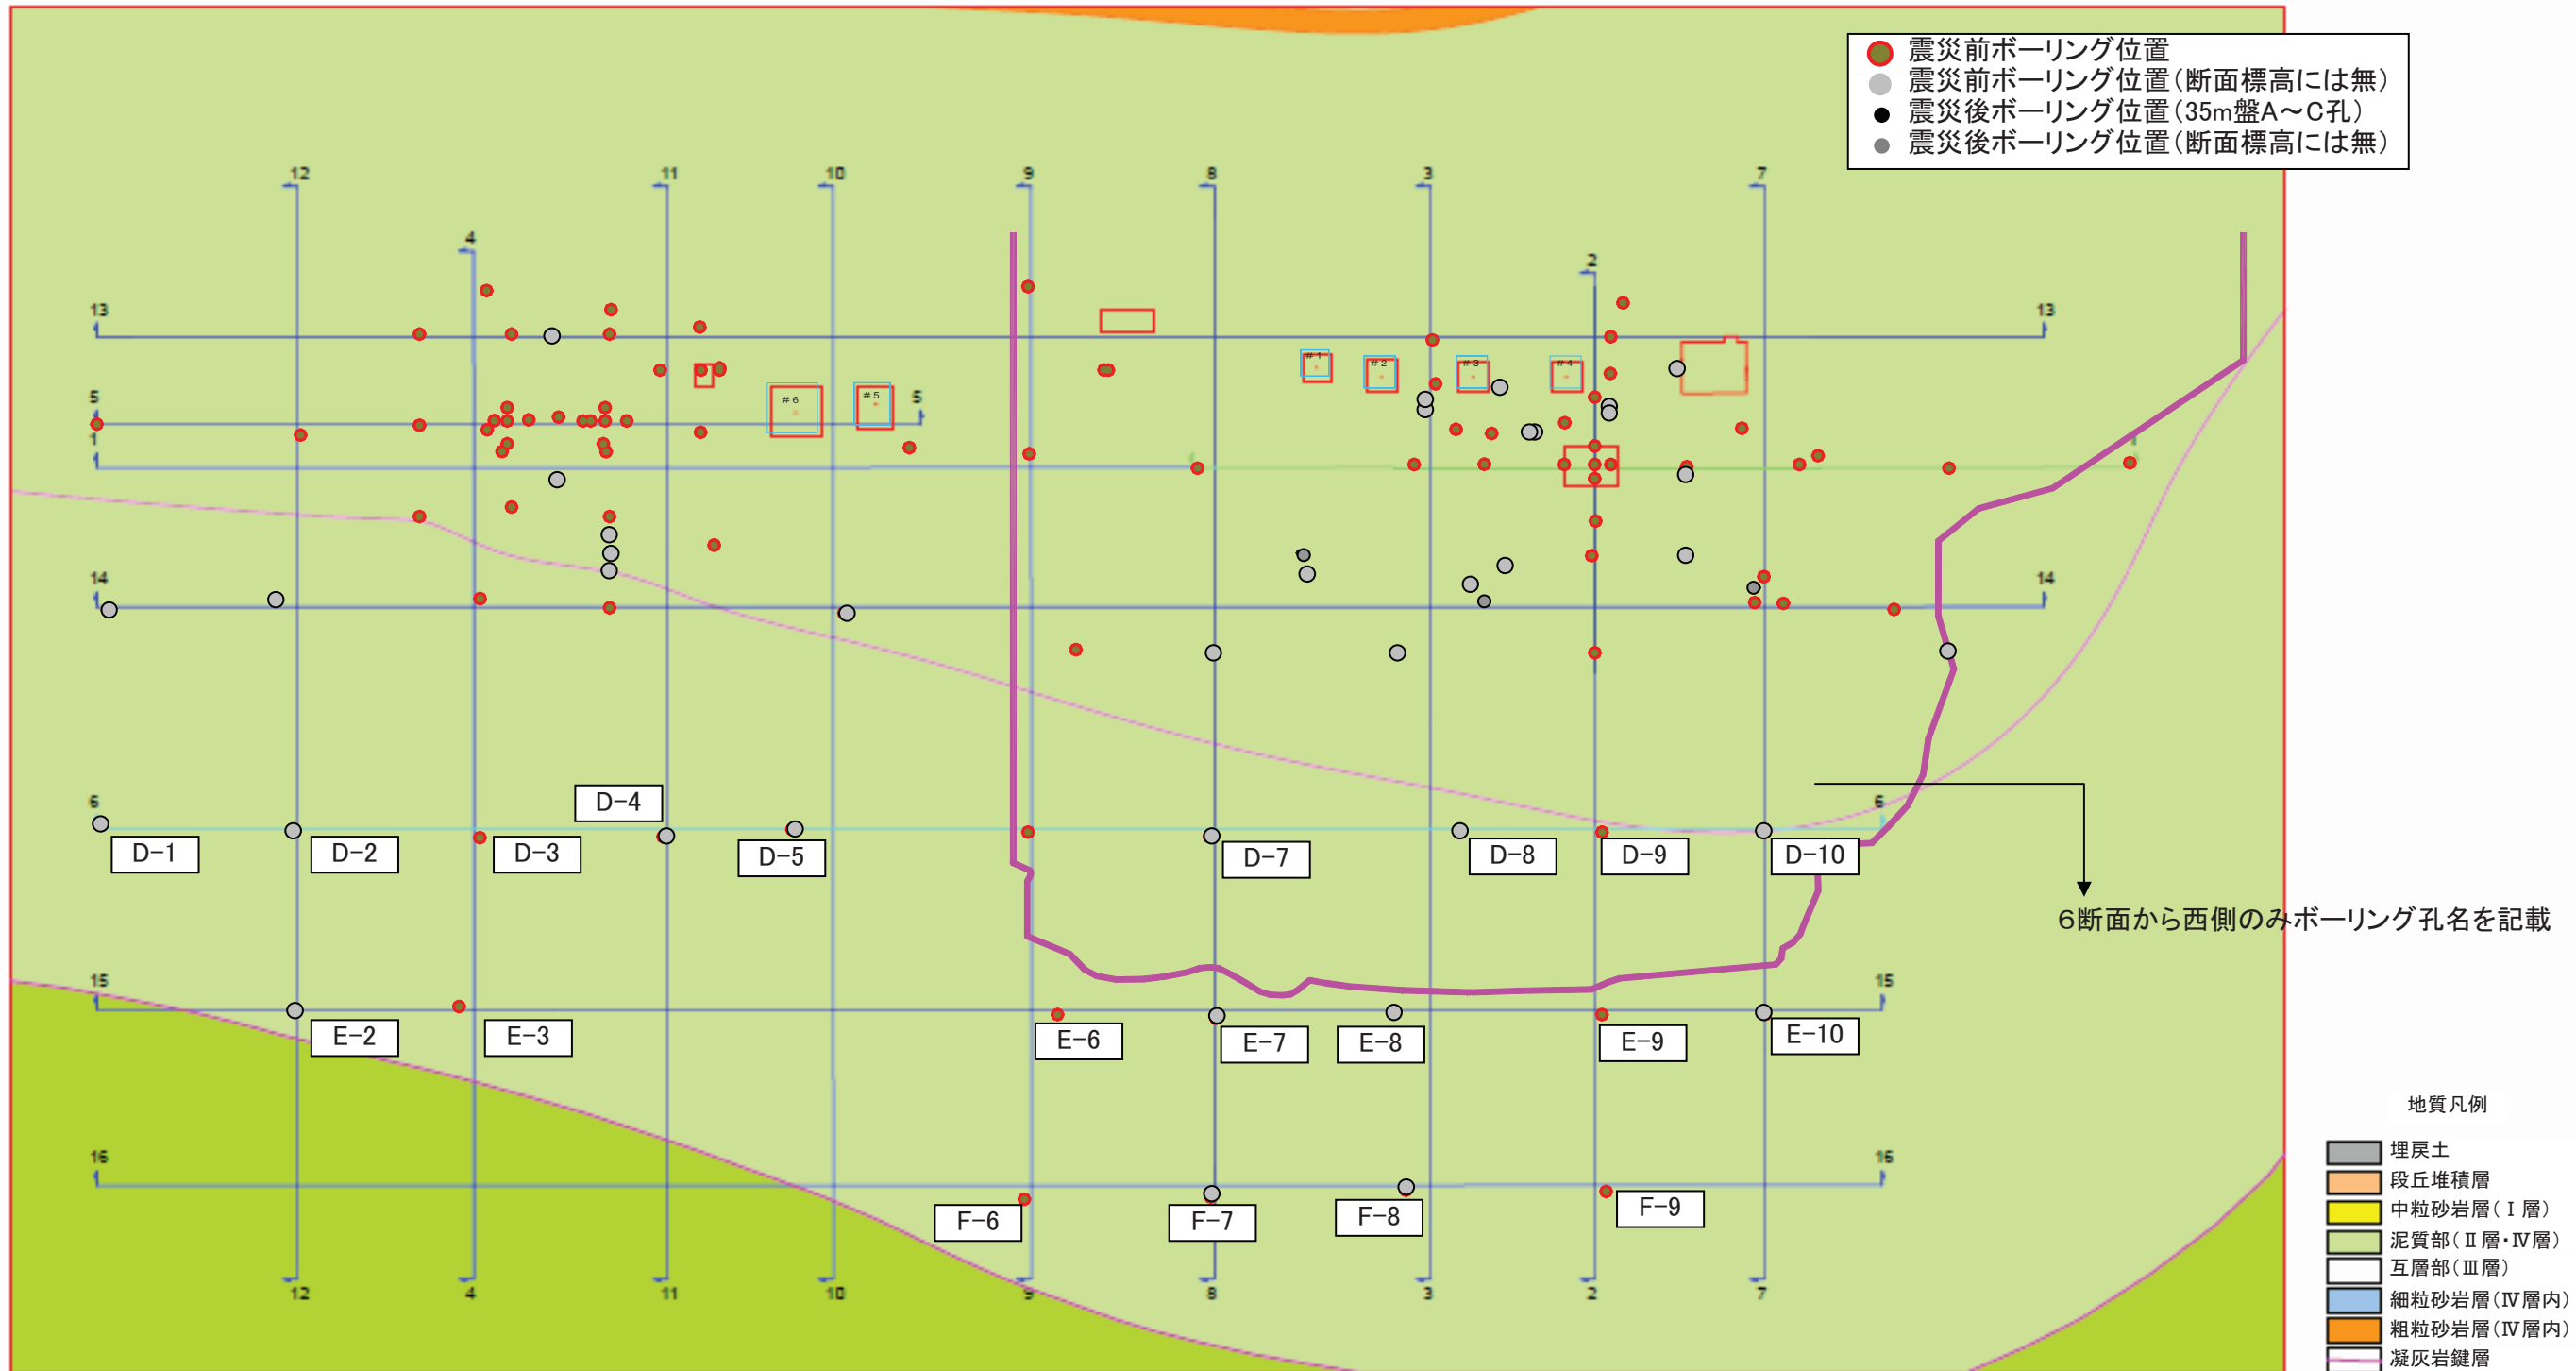 震災前ボーリング位置
震災前ボーリング位置（断面標高には無）
震災後ボーリング位置（35m盤A～C孔）
震災後ボーリング位置（断面標高には無）
12
11
10
9
8
3
7
4
2
13
13
#1
#2
#3
#4
5
#6
#5
5
1
14
14
6
D-4
6
D-1
D-2
D-3
D-5
D-7
D-8
D-9
D-10
６断面から西側のみボーリング孔名を記載
15
15
E-2
E-3
E-6
E-7
E-8
E-9
E-10
16
16
F-6
F-7
F-8
F-9
12
4
11
10
9
8
3
2
7
地質凡例
埋戻土
段丘堆積層
中粒砂岩層（Ⅰ層）
泥質部（Ⅱ層・Ⅳ層）
互層部（Ⅲ層）
細粒砂岩層（Ⅳ層内）
粗粒砂岩層（Ⅳ層内）
凝灰岩鍵層